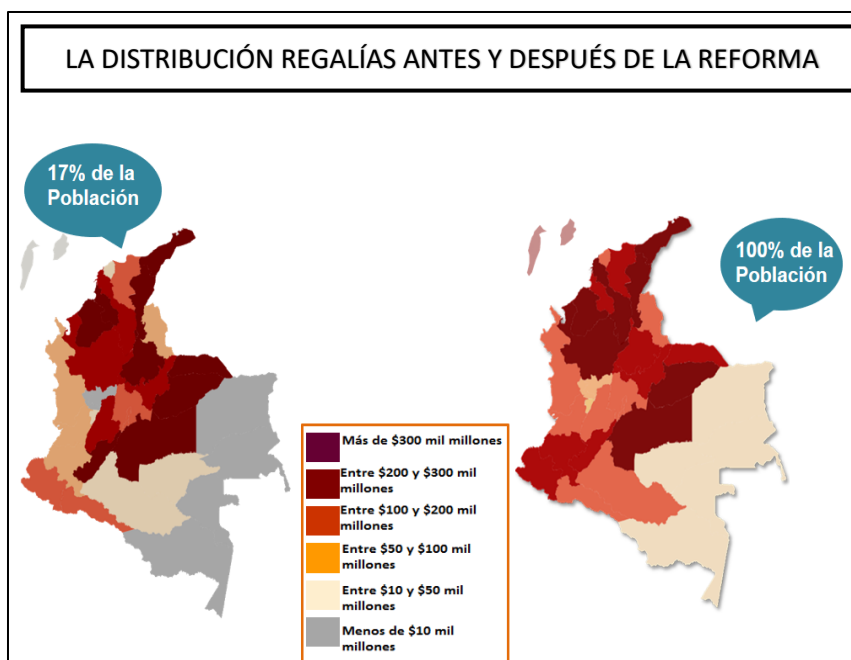 LA DISTRIBUCIÓN REGALÍAS ANTES Y DESPUÉS DE LA REFORMA
17% de la
Población
100% de la
Población
Más de $300 mil millones
Entre $200 y $300 mil
millones
Entre $100 y $200 mil
millones
Entre $50 y $100 mil
millones
Entre $10 y $50 mil
millones
Menos de $10 mil
millones